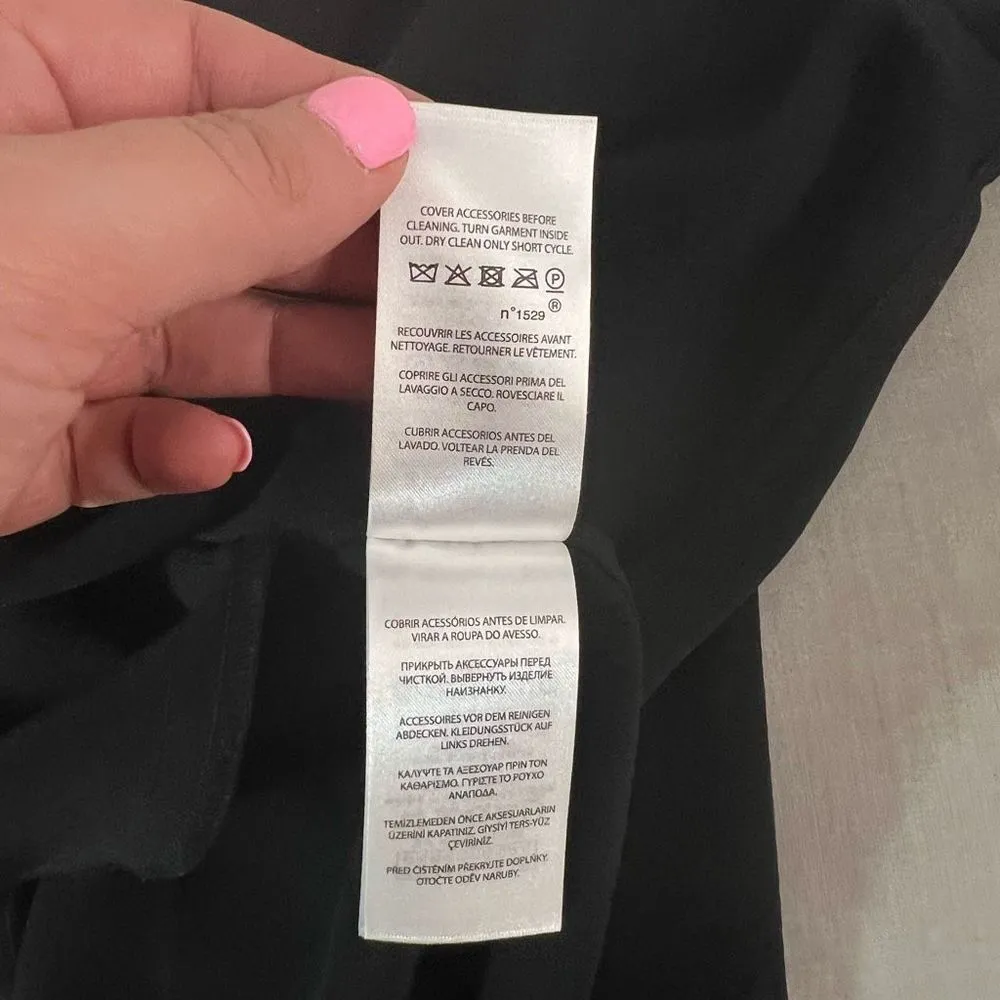 COVER ACCESSORIES BEFORE
CLEANING. TURN GARMENT INSIDE
OUT. DRY CLEAN ONLY SHORT CYCLE.
P
n°1529 ®
RECOUVRIR LES ACCESSOIRES AVANT
NETTOYAGE. RETOURNER LE VÊTEMENT.
COPRIRE GLI ACCESSORI PRIMA DEL
LAVAGGIO A SECCO. ROVESCIARE IL
CAPO.
CUBRIR ACCESORIOS ANTES DEL
LAVADO. VOLTEAR LA PRENDA DEL
REVÉS.
COBRIR ACESSÓRIOS ANTES DE LIMPAR.
VIRAR A ROUPA DO AVESSO.
ПРИКРЫТЬ АКСЕССУАРЫ ПЕРЕД
ЧИСТКОЙ. ВЫВЕРНУТЬ ИЗДЕЛИЕ
НАИЗНАНКУ.
ACCESSOIRES VOR DEM REINIGEN
ABDECKEN. KLEIDUNGSSTÜCK AUF
LINKS DREHEN.
ΚΑΛΥΨΤΕ ΤΑ ΑΞΕΣΟΥΑΡ ΠΡΙΝ ΤΟΝ
ΚΑΘΑΡΙΣΜΟ. ΓΥΡΙΣΤΕ ΤΟ ΡΟΥΧΟ
ΑΝΑΠΟΔΑ.
TEMİZLEMEDEN ÖNCE AKSESUARLARIN
ÜZERİNİ KAPATINIZ. GİYSİYİ TERS-YÜZ
ÇEVİRİNİZ.
PŘED ČIŠTĚNÍM PŘEKRYJTE DOPLŇKY.
OTOČTE ODĚV NARUBY.